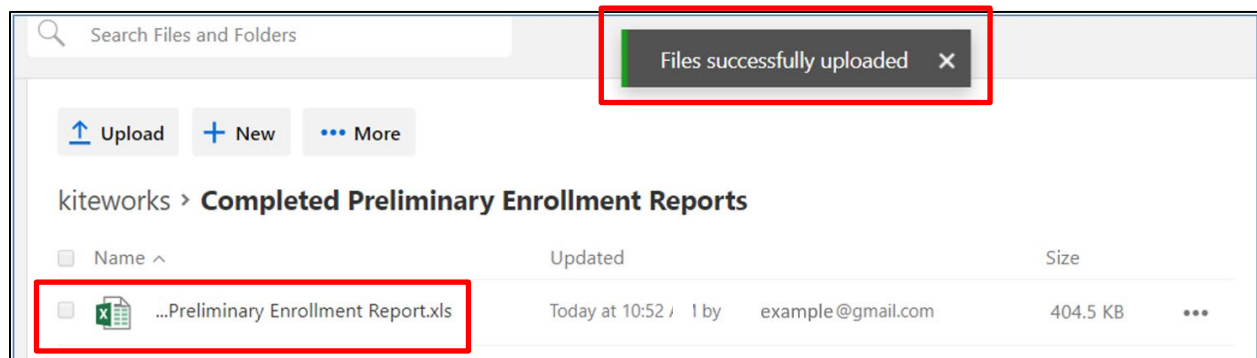 Search Files and Folders
Files successfully uploaded ×
Upload New More
kiteworks > Completed Preliminary Enrollment Reports
Name Updated Size
...Preliminary Enrollment Report.xls Today at 10:52 by example@gmail.com 404.5 KB